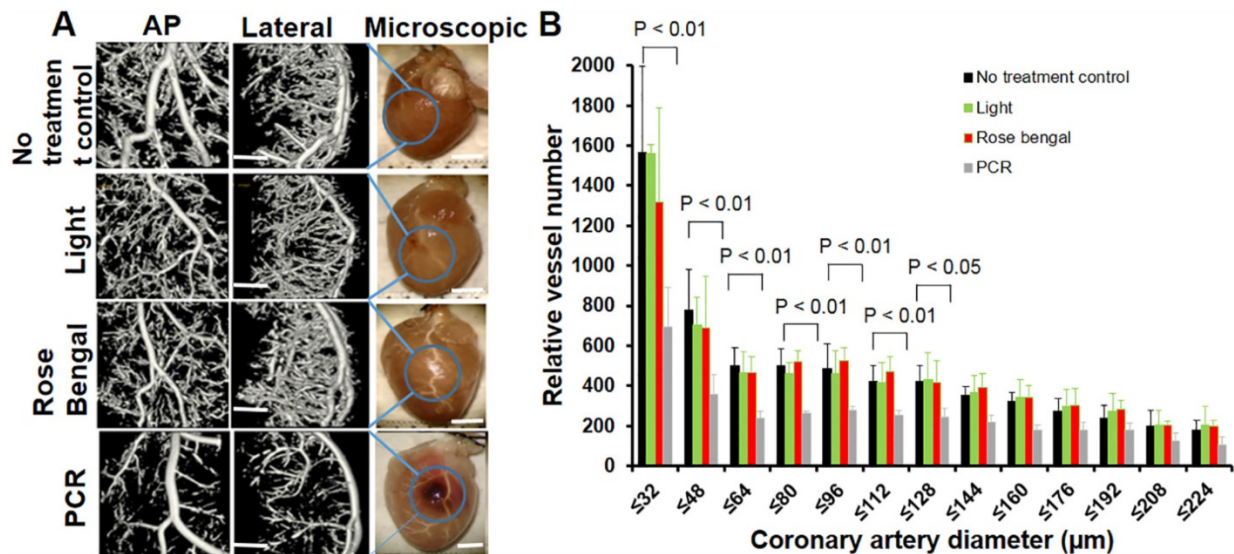 A
AP
Lateral
Microscopic
No
treatmen
t control
Light
Rose
Bengal
PCR
B
P < 0.01
P < 0.01
P < 0.01
P < 0.01
P < 0.01
P < 0.01
P < 0.05
No treatment control
Light
Rose bengal
PCR
Relative vessel number
2000
1800
1600
1400
1200
1000
800
600
400
200
0
≤32
≤48
≤64
≤80
≤96
≤112
≤128
≤144
≤160
≤176
≤192
≤208
≤224
Coronary artery diameter (µm)